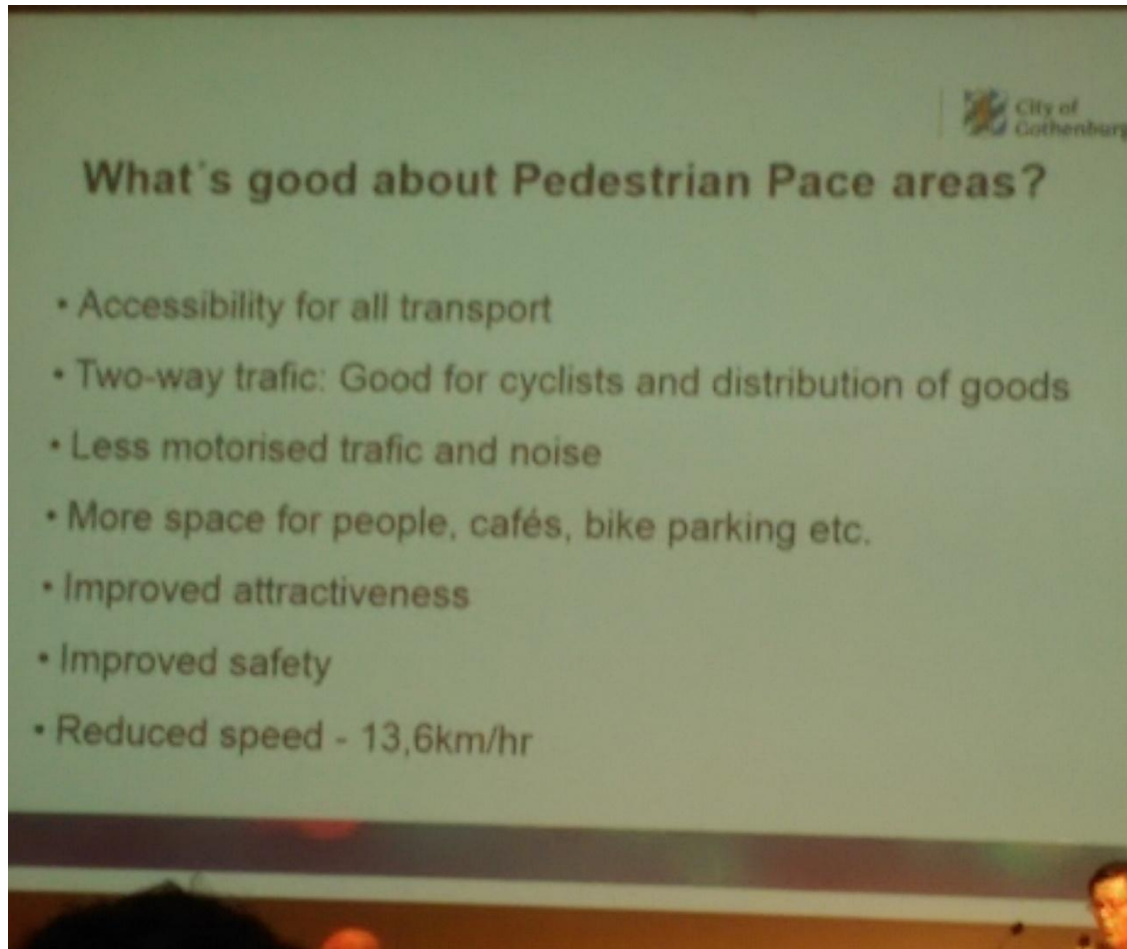 City of
Gothenburg
What´s good about Pedestrian Pace areas?
• Accessibility for all transport
• Two-way trafic: Good for cyclists and distribution of goods
• Less motorised trafic and noise
• More space for people, cafés, bike parking etc.
• Improved attractiveness
• Improved safety
• Reduced speed - 13,6km/hr